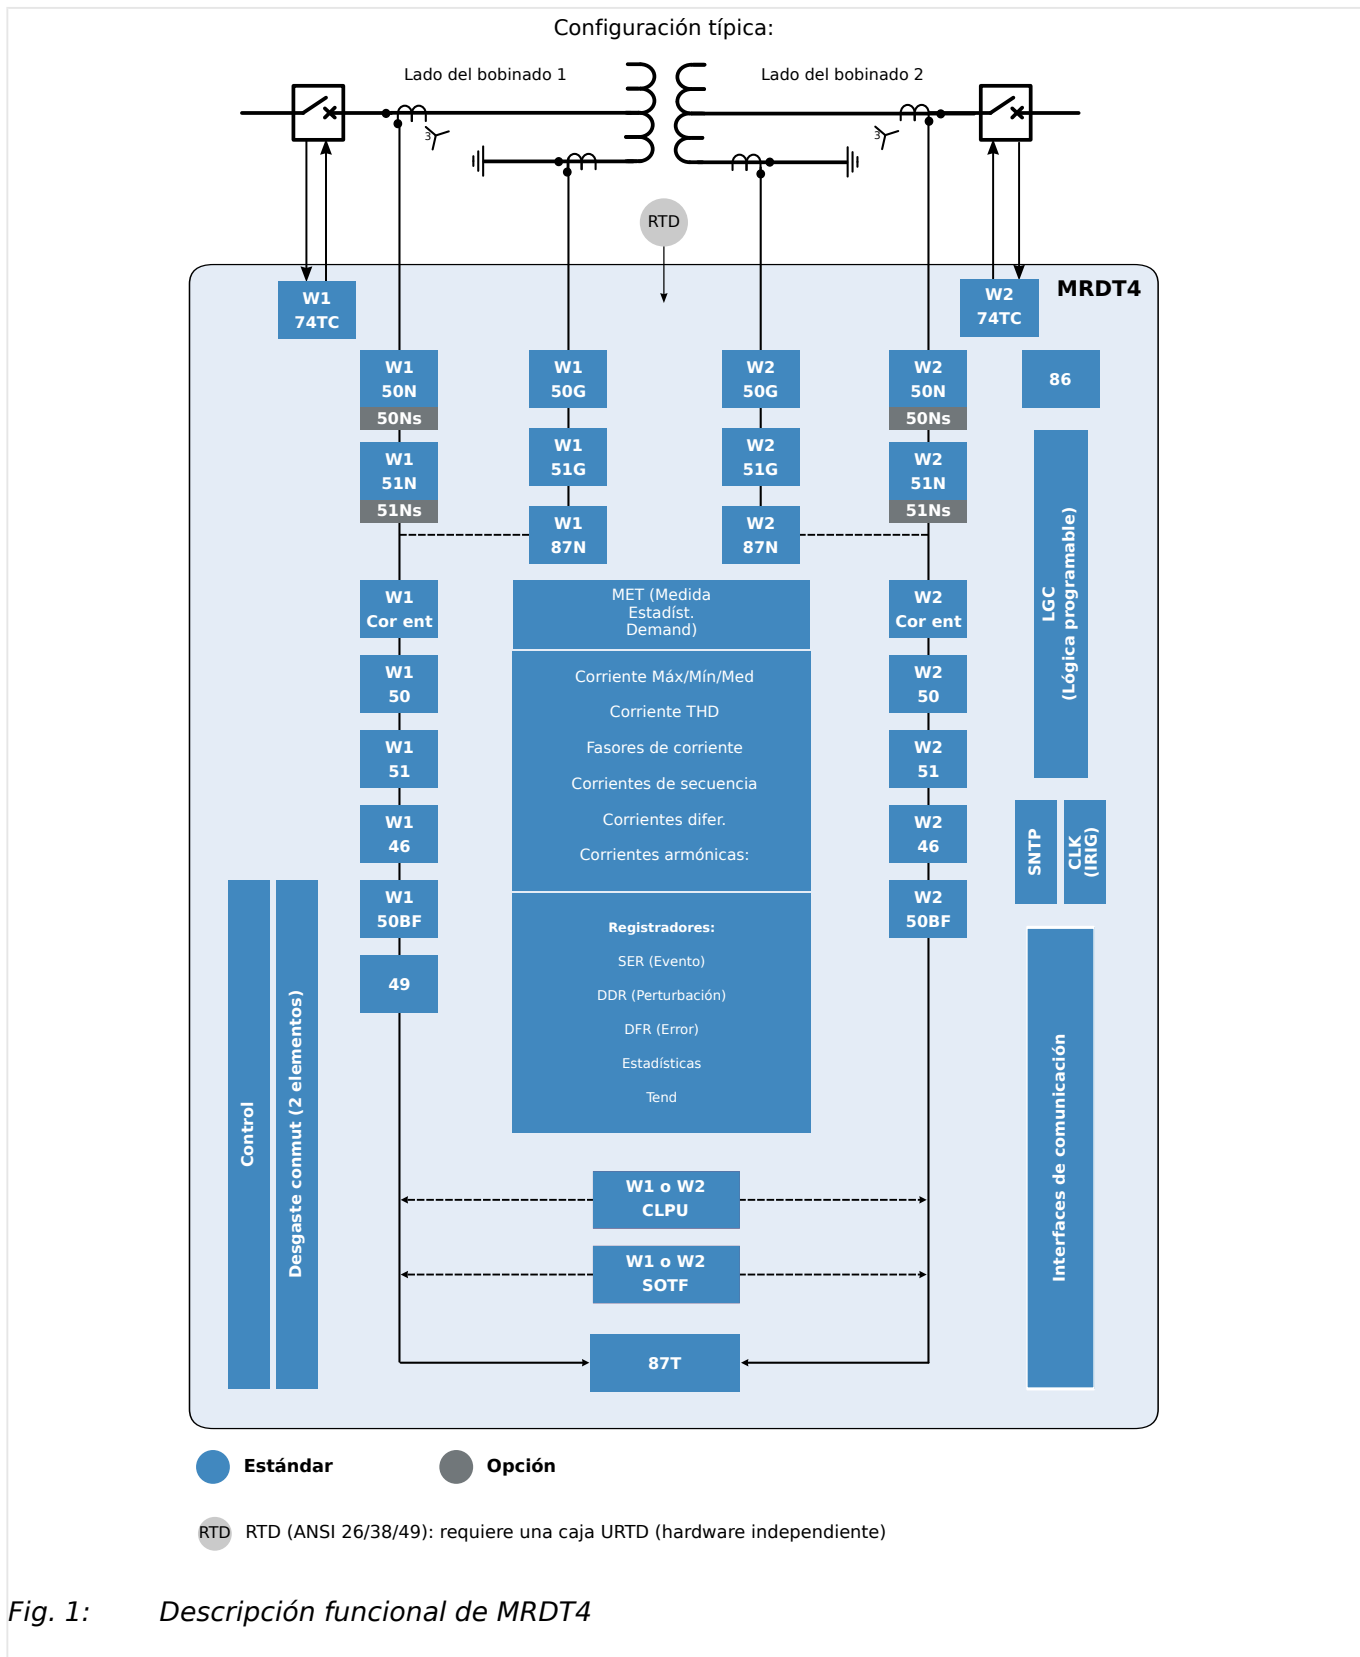 Configuración típica:
Lado del bobinado 1
Lado del bobinado 2
3
3
RTD
MRDT4
W1
74TC
W2
74TC
W1
50N
50Ns
W1
50G
W2
50G
W2
50N
50Ns
86
W1
51N
51Ns
W1
51G
W2
51G
W2
51N
51Ns
W1
87N
W2
87N
LGC
(Lógica programable)
W1
Cor ent
MET (Medida
Estadíst.
Demand)
W2
Cor ent
W1
50
W2
50
Corriente Máx/Mín/Med
Corriente THD
Fasores de corriente
Corrientes de secuencia
Corrientes difer.
Corrientes armónicas:
W1
51
W2
51
W1
46
W2
46
SNTP
CLK
(IRIG)
W1
50BF
W2
50BF
49
Registradores:
SER (Evento)
DDR (Perturbación)
DFR (Error)
Estadísticas
Tend
Control
Desgaste conmut (2 elementos)
Interfaces de comunicación
W1 o W2
CLPU
W1 o W2
SOTF
87T
Estándar
Opción
RTD
RTD (ANSI 26/38/49): requiere una caja URTD (hardware independiente)
Fig. 1: Descripción funcional de MRDT4